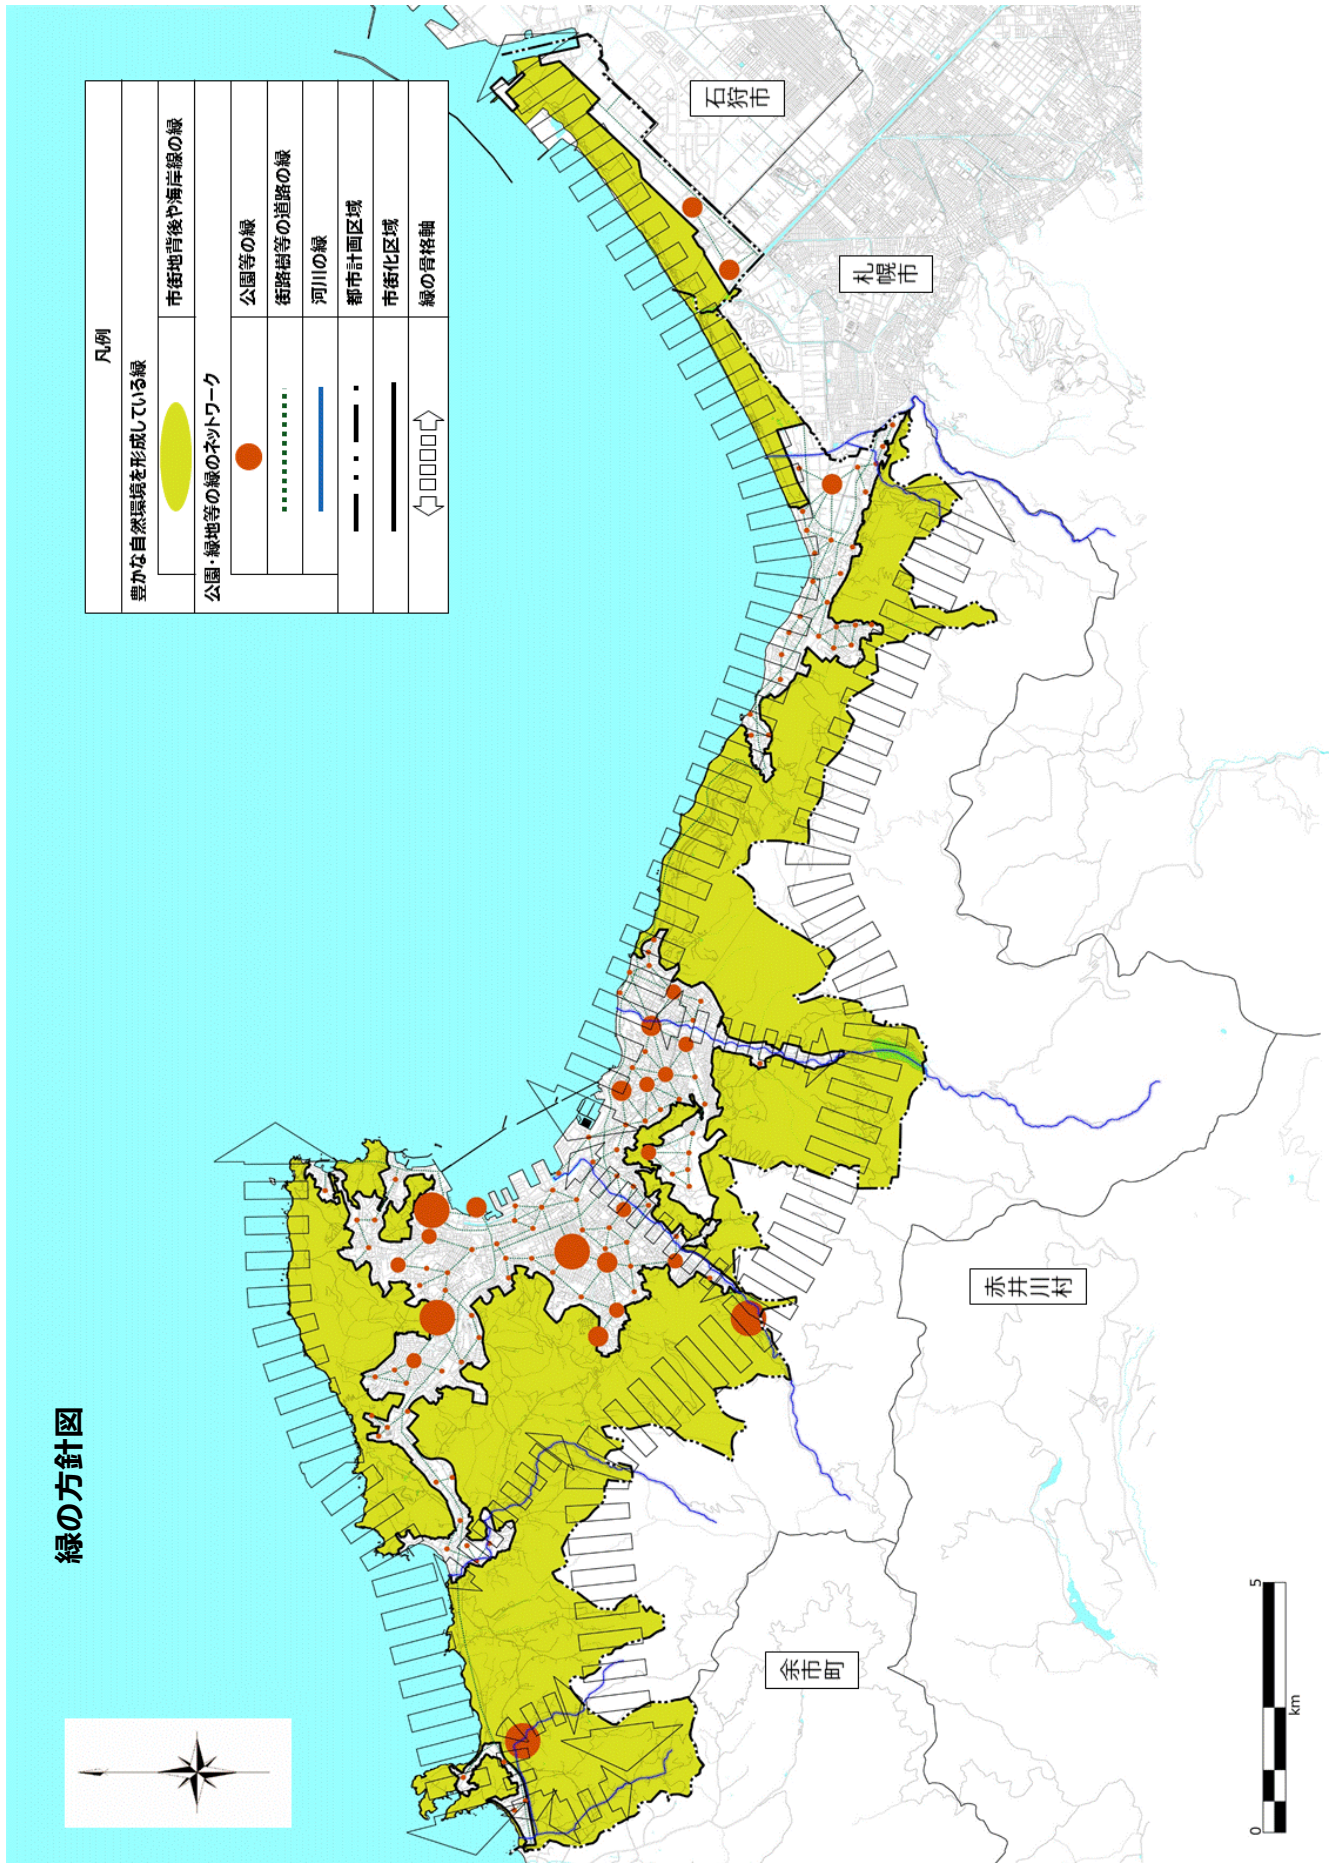 緑の方針図
凡例
豊かな自然環境を形成している緑
市街地背後や海岸線の緑
公園・緑地等の緑のネットワーク
公園等の緑
街路樹等の道路の緑
河川の緑
都市計画区域
市街化区域
緑の骨格軸
石狩市
札幌市
赤井川村
余市町
0
5
km